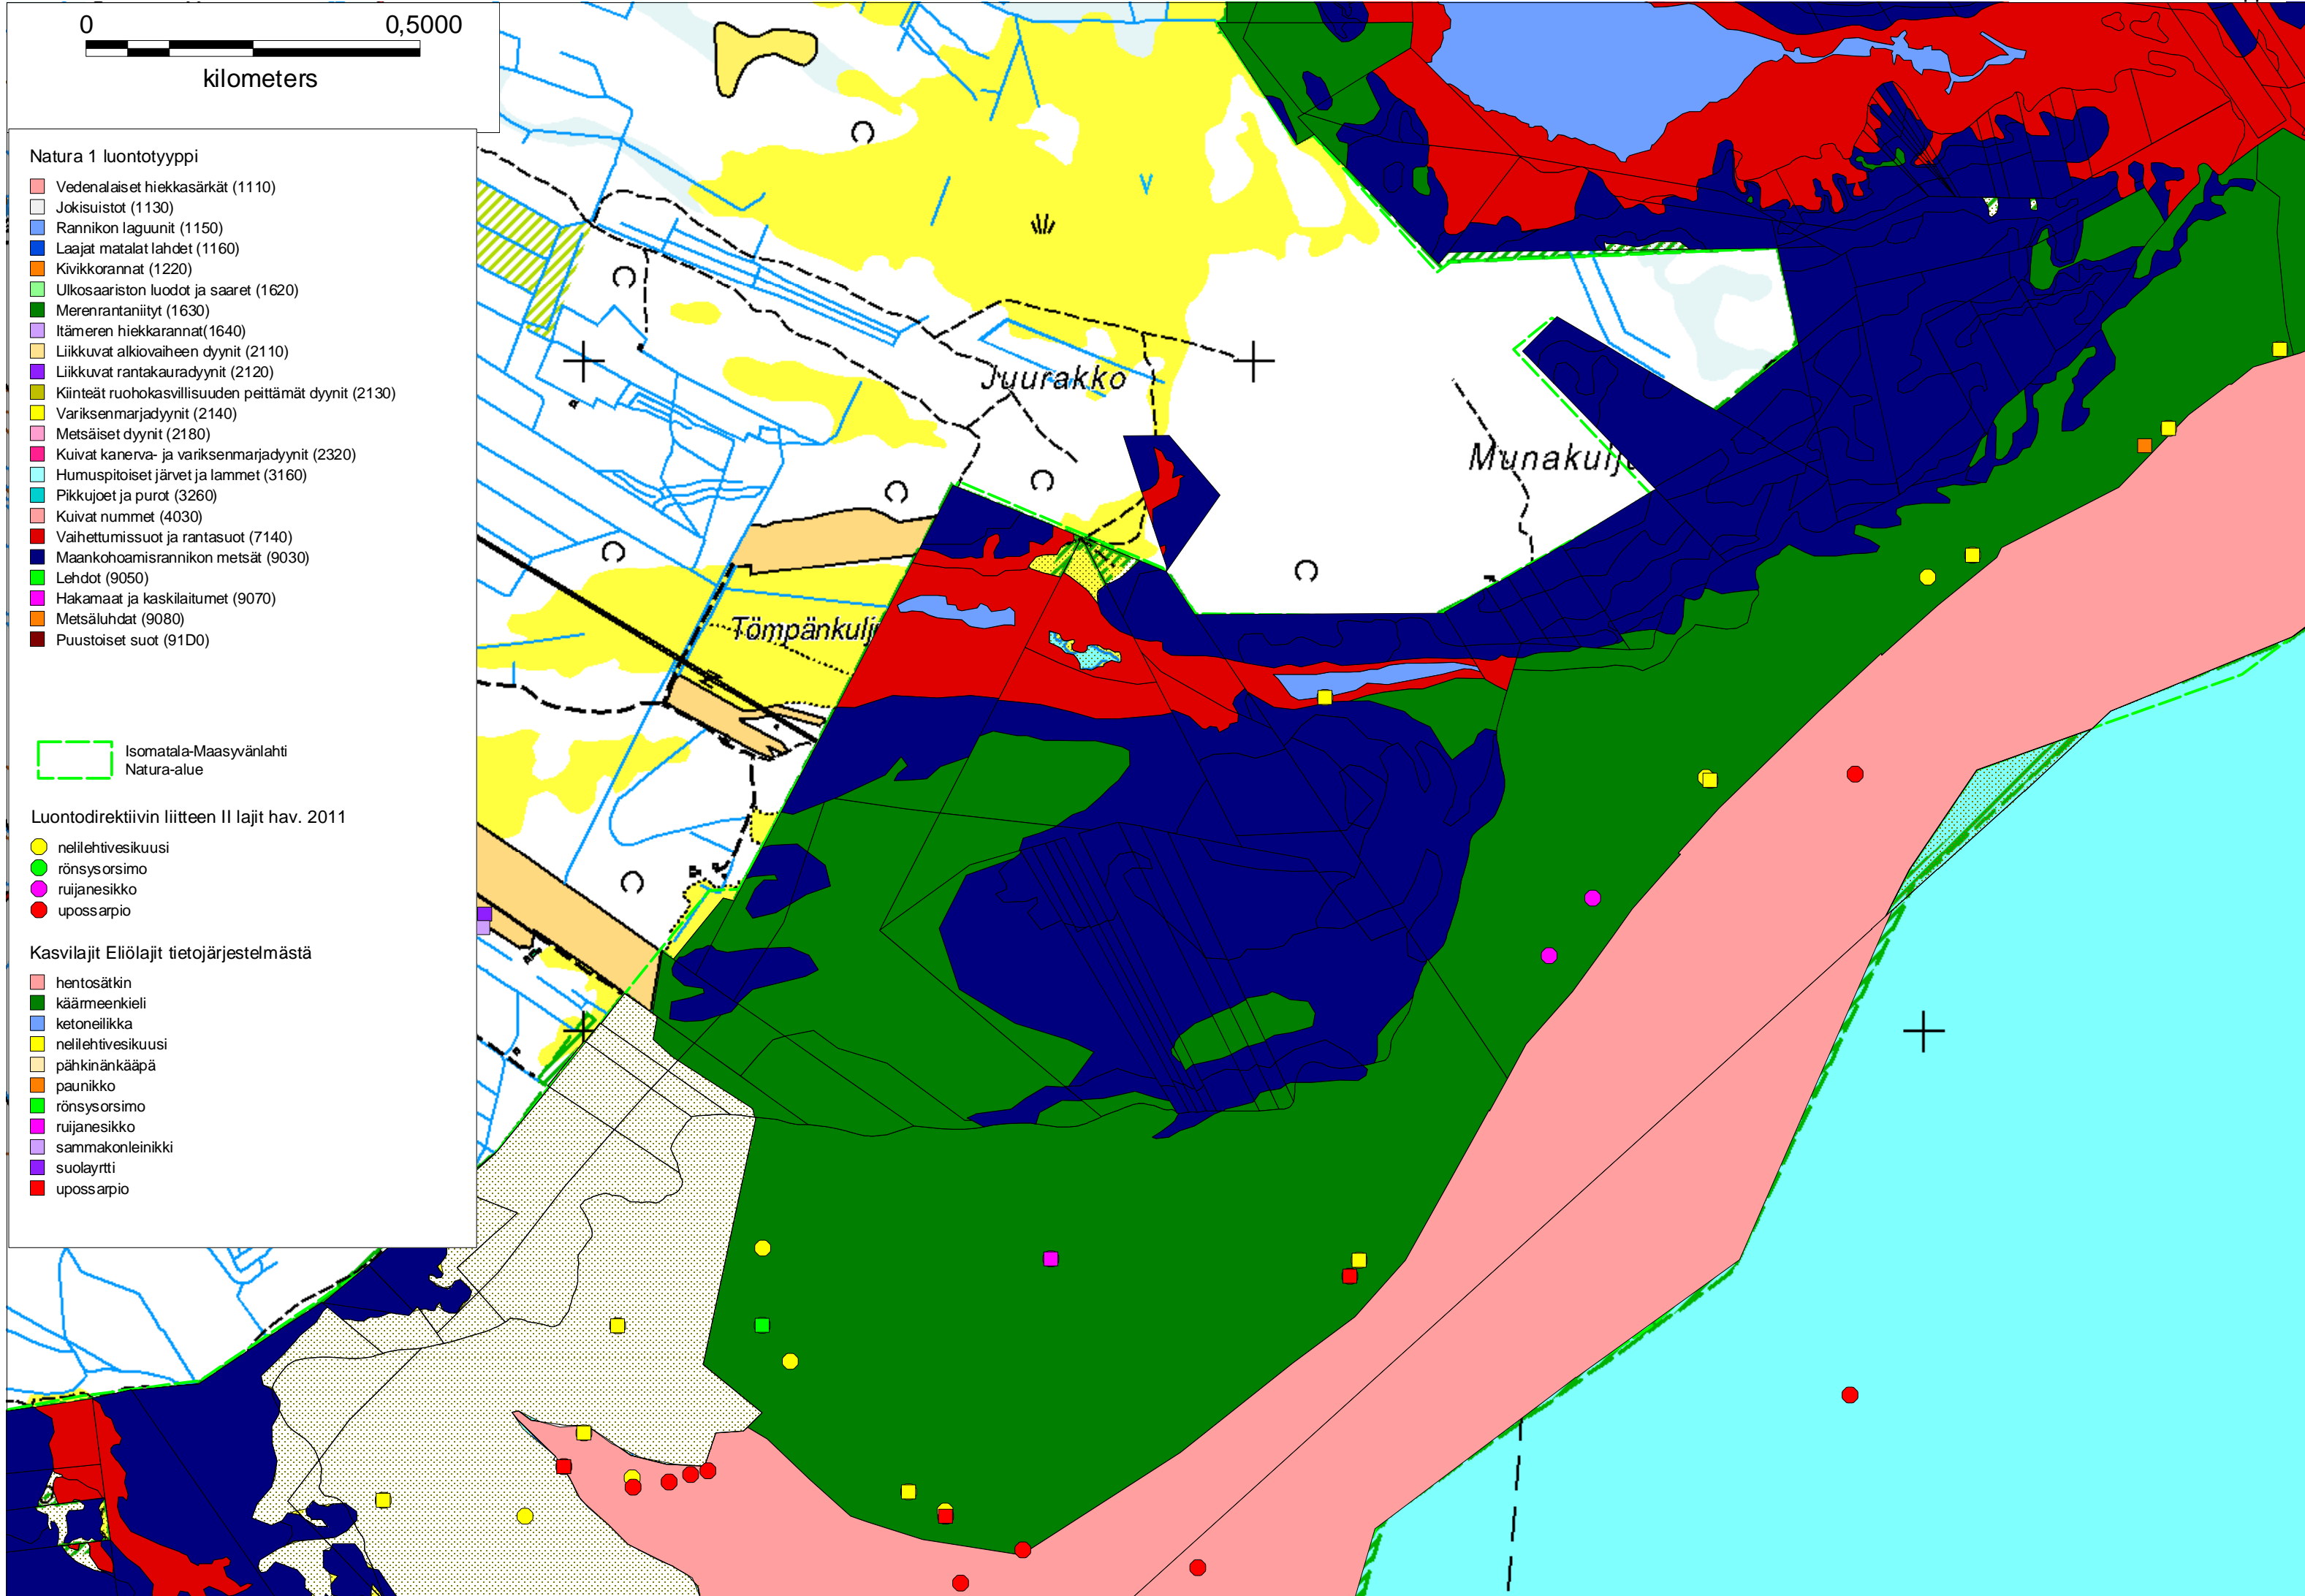 0 0,5000
kilometers
Natura 1 luontotyyppi
Vedenalaiset hiekkasärkät (1110)
Jokisuistot (1130)
Rannikon laguunit (1150)
Laajat matalat lahdet (1160)
Kivikkorannat (1220)
Ulkosaariston luodot ja saaret (1620)
Merenrantaniityt (1630)
Itämeren hiekkarannat(1640)
Liikkuvat alkiovaiheen dyynit (2110)
Liikkuvat rantakauradyynit (2120)
Kiinteät ruohokasvillisuuden peittämät dyynit (2130)
Variksenmarjadyynit (2140)
Metsäiset dyynit (2180)
Kuivat kanerva- ja variksenmarjadyynit (2320)
Humuspitoiset järvet ja lammet (3160)
Pikkujoet ja purot (3260)
Kuivat nummet (4030)
Vaihettumissuot ja rantasuot (7140)
Maankohoamisrannikon metsät (9030)
Lehdot (9050)
Hakamaat ja kaskilaitumet (9070)
Metsäluhdat (9080)
Puustoiset suot (91D0)
Isomatala-Maasyvänlahti
Natura-alue
Luontodirektiivin liitteen II lajit hav. 2011
nelilehtivesikuusi
rönsysorsimo
ruijanesikko
upossarpio
Kasvilajit Eliölajit tietojärjestelmästä
hentosätkin
käärmeenkieli
ketoneilikka
nelilehtivesikuusi
pähkinänkääpä
paunikko
rönsysorsimo
ruijanesikko
sammakonleinikki
suolayrtti
upossarpio
Juurakko
Munakulju
Tömpänkulj